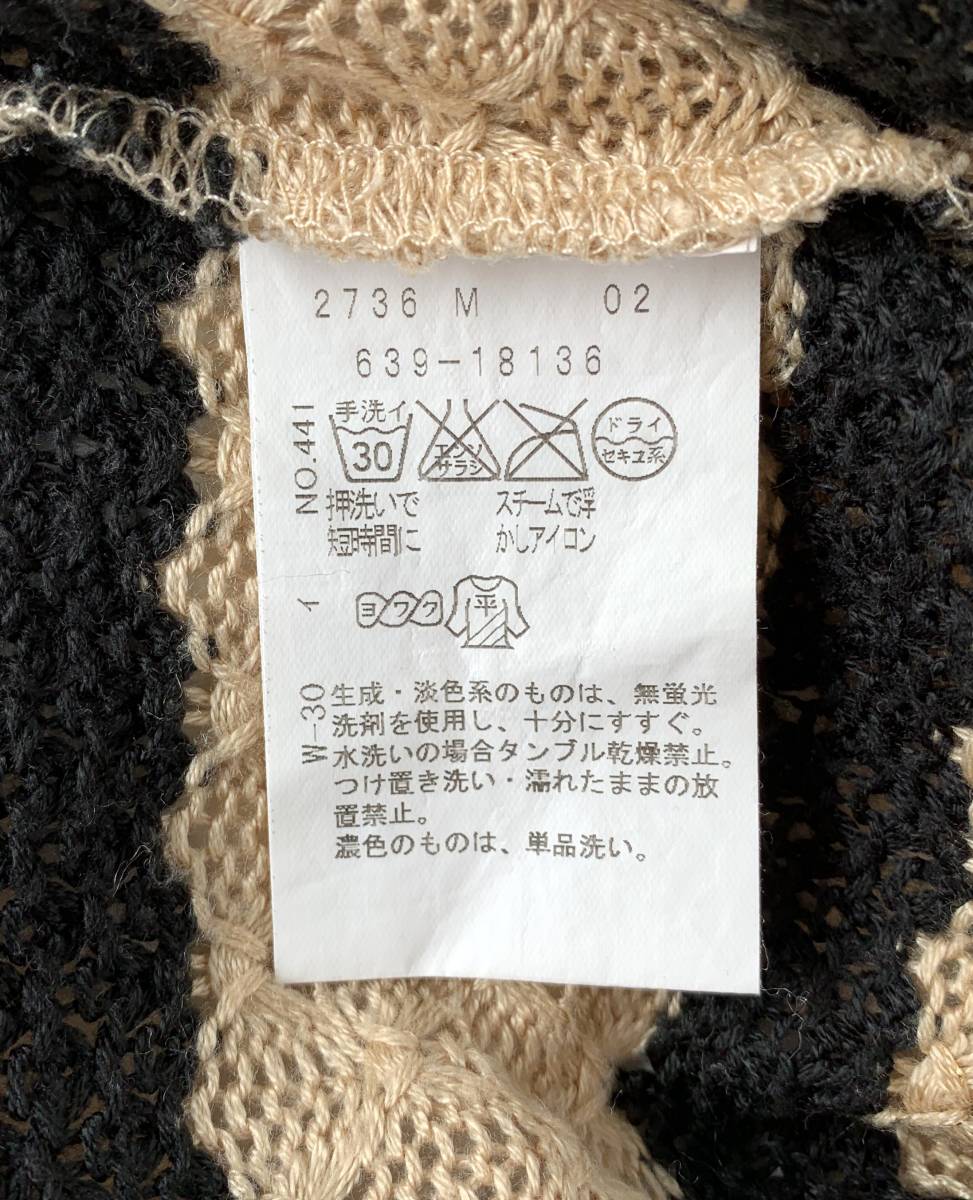 2736 M 02
639-18136
NO.441
手洗イ
30
エンソ
サラシ
ドライ
セキユ系
押洗いで
短時間に
スチームで浮
かしアイロン
イ
ヨワク
平
W-30
生成・淡色系のものは、無蛍光
洗剤を使用し、十分にすすぐ。
水洗いの場合タンブル乾燥禁止。
つけ置き洗い・濡れたままの放
置禁止。
濃色のものは、単品洗い。